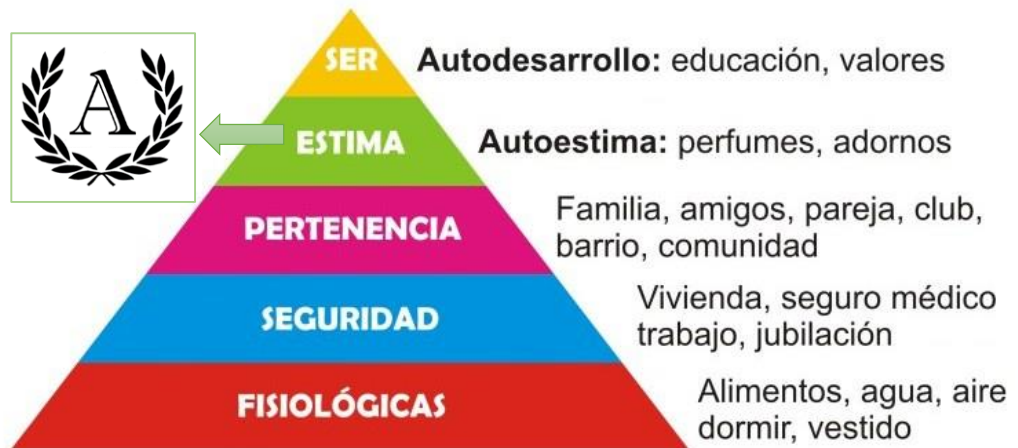 SER
Autodesarrollo: educación, valores
A
ESTIMA
Autoestima: perfumes, adornos
PERTENENCIA
Familia, amigos, pareja, club,
barrio, comunidad
SEGURIDAD
Vivienda, seguro médico
trabajo, jubilación
FISIOLÓGICAS
Alimentos, agua, aire
dormir, vestido